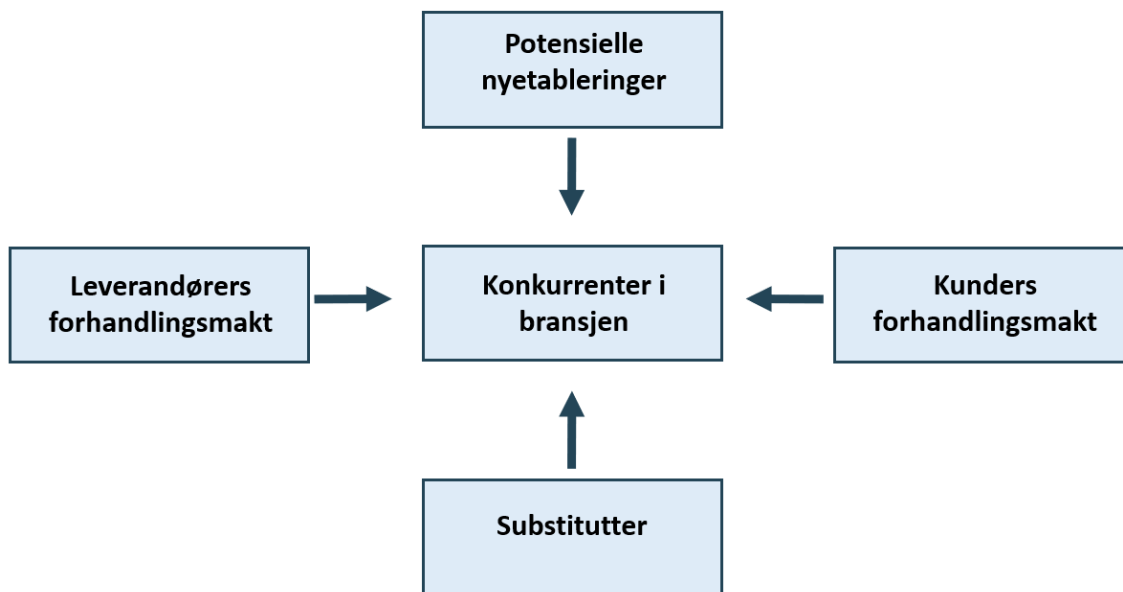 Potensielle
nyetableringer
Leverandørers
forhandlingsmakt
Konkurrenter i
bransjen
Kunders
forhandlingsmakt
Substitutter